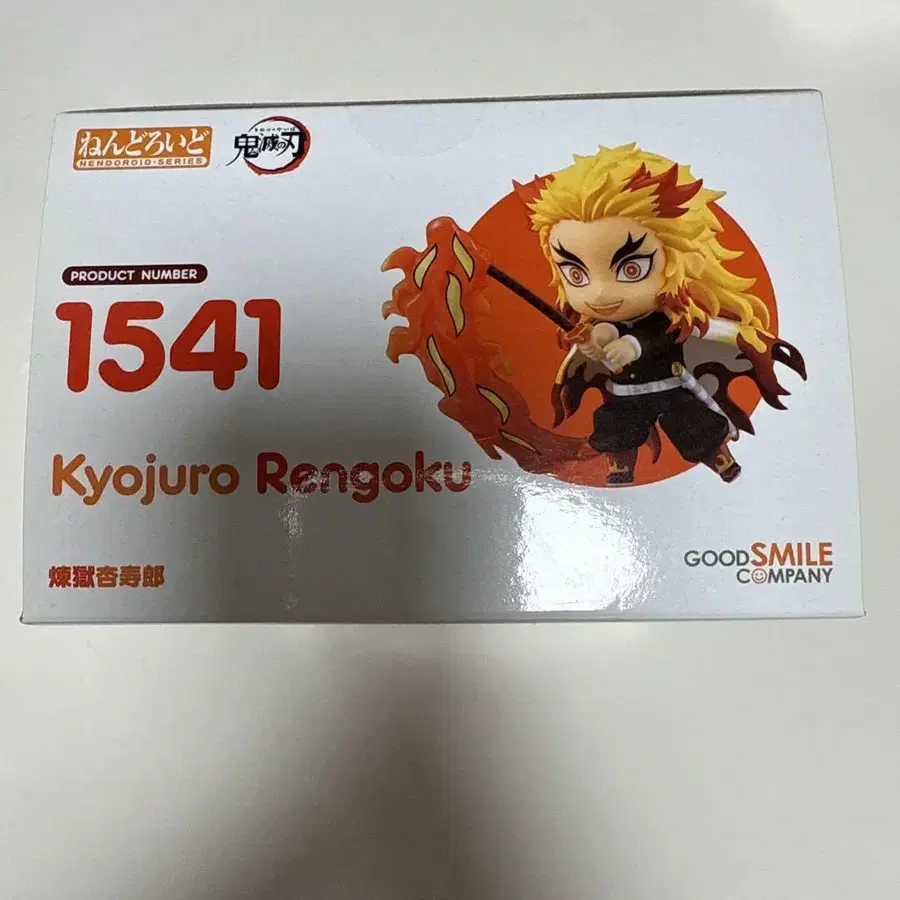 ねんどろいど
NENDOROID·SERIES
鬼滅の刃
PRODUCT NUMBER
1541
Kyojuro Rengoku
煉獄杏寿郎
GOOD SMILE
COMPANY